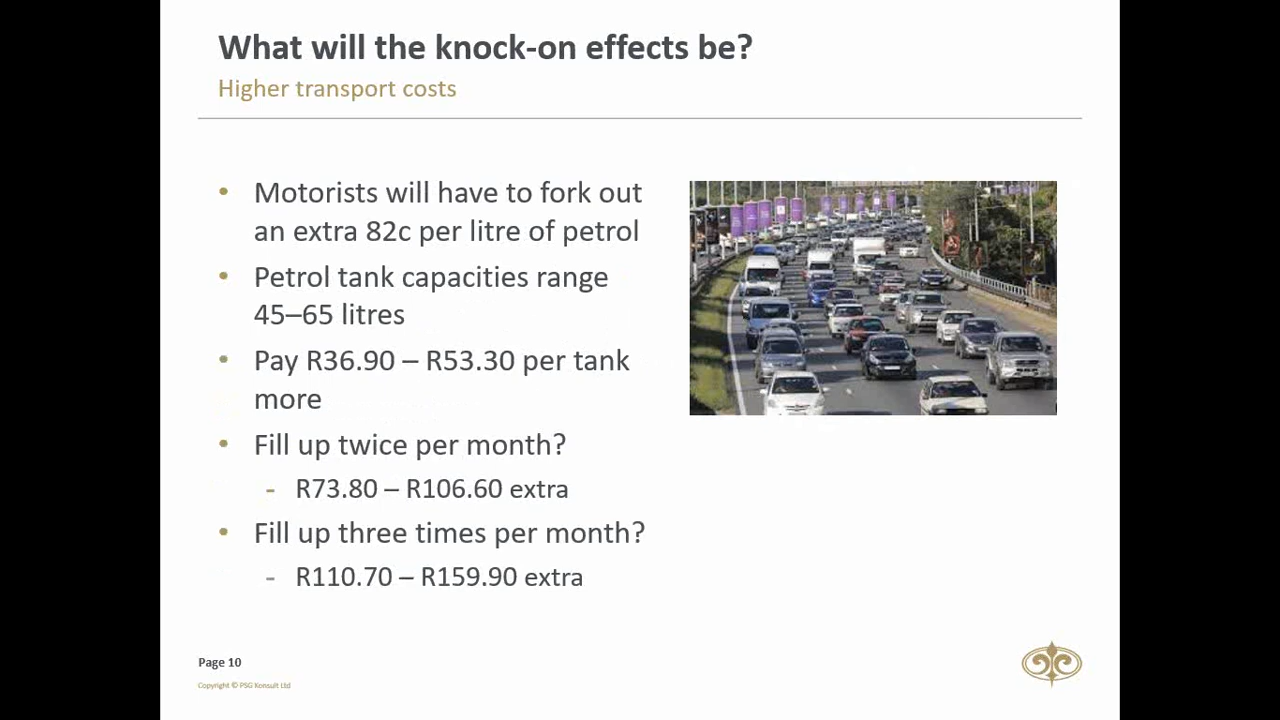 What will the knock-on effects be?
Higher transport costs
• Motorists will have to fork out
an extra 82c per litre of petrol
• Petrol tank capacities range
45–65 litres
• Pay R36.90 – R53.30 per tank
more
• Fill up twice per month?
- R73.80 – R106.60 extra
• Fill up three times per month?
- R110.70 – R159.90 extra
Page 10
Copyright © PSG Konsult Ltd